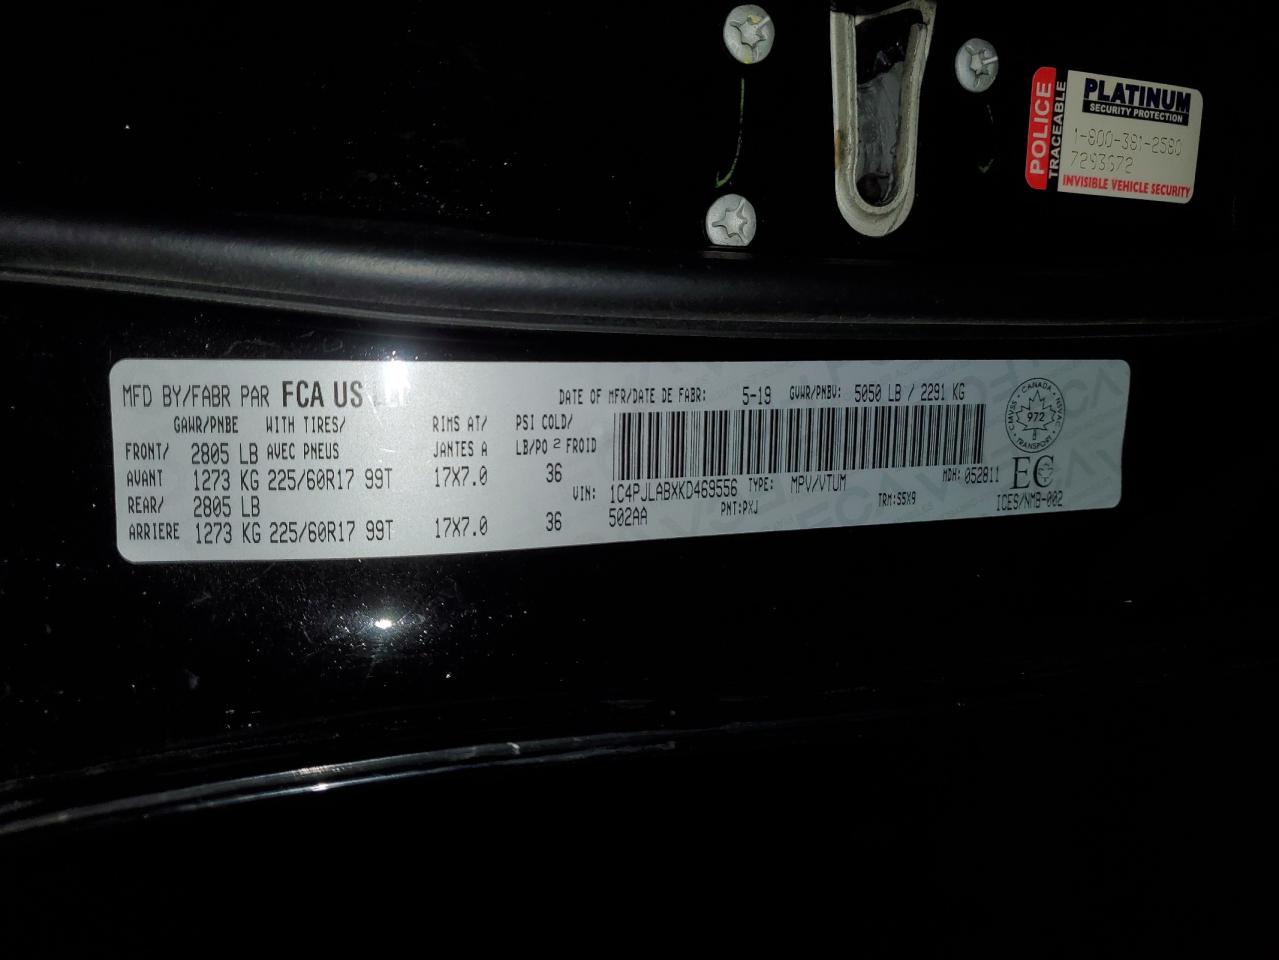 POLICE
TRACEABLE
PLATINUM
SECURITY PROTECTION
1-800-381-2580
INVISIBLE VEHICLE SECURITY
MFD BY/FABR PAR FCA US
DATE OF MFR/DATE DE FABR: 5-19 GVWR/PNBV: 5050 LB / 2291 KG
GAWR/PNBE WITH TIRES/ RIMS AT/ PSI COLD/
FRONT/ 2805 LB AVEC PNEUS JANTES A LB/PO 2 FROID
AVANT 1273 KG 225/60R17 99T 17X7.0 36
REAR/ 2805 LB
ARRIERE 1273 KG 225/60R17 99T 17X7.0 36
VIN: 1C4PJLABXKD469556 TYPE: MPV/VTUM MDH: 052811
502AA PNT:PXJ TRM:S5X9
CANADA
CMVSS NSVAC
972
TRANSPORT
EC
ICES/NMB-002